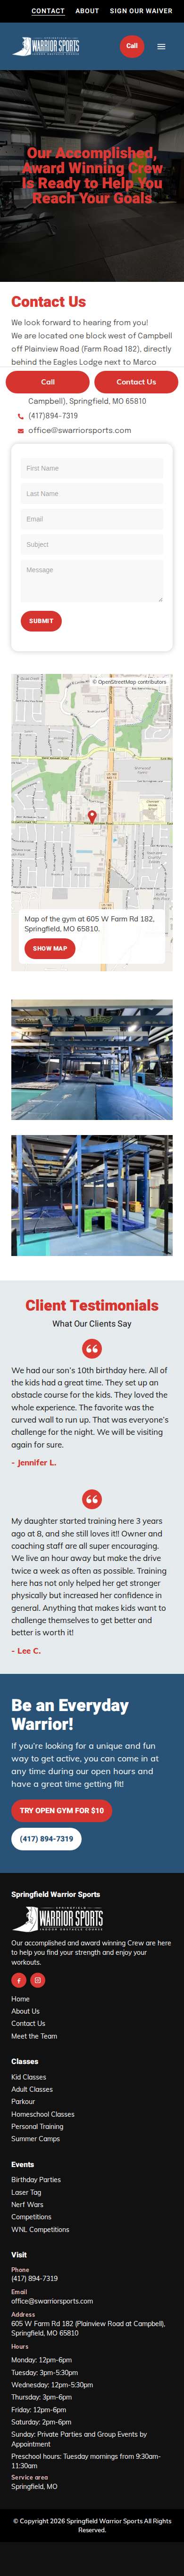 CONTACT ABOUT SIGN OUR WAIVER
SPRINGFIELD
WARRIOR SPORTS
Call
Our Accomplished,
Award Winning Crew
Is Ready to Help You
Reach Your Goals
Contact Us
We look forward to hearing from you!
We are located one block west of Campbell
off Plainview Road (Farm Road 182), directly
behind the Eagles Lodge next to Marco
Call
Contact Us
Campbell), Springfield, MO 65810
(417)894-7319
office@swarriorsports.com
First Name
Last Name
Email
Subject
Message
SUBMIT
© OpenStreetMap contributors
Map of the gym at 605 W Farm Rd 182,
Springfield, MO 65810.
SHOW MAP
Client Testimonials
What Our Clients Say
We had our son's 10th birthday here. All of
the kids had a great time. They set up an
obstacle course for the kids. They loved the
whole experience. The favorite was the
curved wall to run up. That was everyone's
challenge for the night. We will be visiting
again for sure.
- Jennifer L.
My daughter started training here 3 years
ago at 8, and she still loves it!! Owner and
coaching staff are all super encouraging.
We live an hour away but make the drive
twice a week as often as possible. Training
here has not only helped her get stronger
physically but increased her confidence in
general. Anything that makes kids want to
challenge themselves to get better and
better is worth it!
- Lee C.
Be an Everyday
Warrior!
If you're looking for a unique and fun
way to get active, you can come in at
any time during our open hours and
have a great time getting fit!
TRY OPEN GYM FOR $10
(417) 894-7319
Springfield Warrior Sports
SPRINGFIELD
WARRIOR SPORTS
Our accomplished and award winning Crew are here
to help you find your strength and enjoy your
workouts.
Home
About Us
Contact Us
Meet the Team
Classes
Kid Classes
Adult Classes
Parkour
Homeschool Classes
Personal Training
Summer Camps
Events
Birthday Parties
Laser Tag
Nerf Wars
Competitions
WNL Competitions
Visit
Phone
(417) 894-7319
Email
office@swarriorsports.com
Address
605 W Farm Rd 182 (Plainview Road at Campbell),
Springfield, MO 65810
Hours
Monday: 12pm-6pm
Tuesday: 3pm-5:30pm
Wednesday: 12pm-5:30pm
Thursday: 3pm-6pm
Friday: 12pm-6pm
Saturday: 2pm-6pm
Sunday: Private Parties and Group Events by
Appointment
Preschool hours: Tuesday mornings from 9:30am-
11:30am
Service area
Springfield, MO
© Copyright 2026 Springfield Warrior Sports All Rights
Reserved.